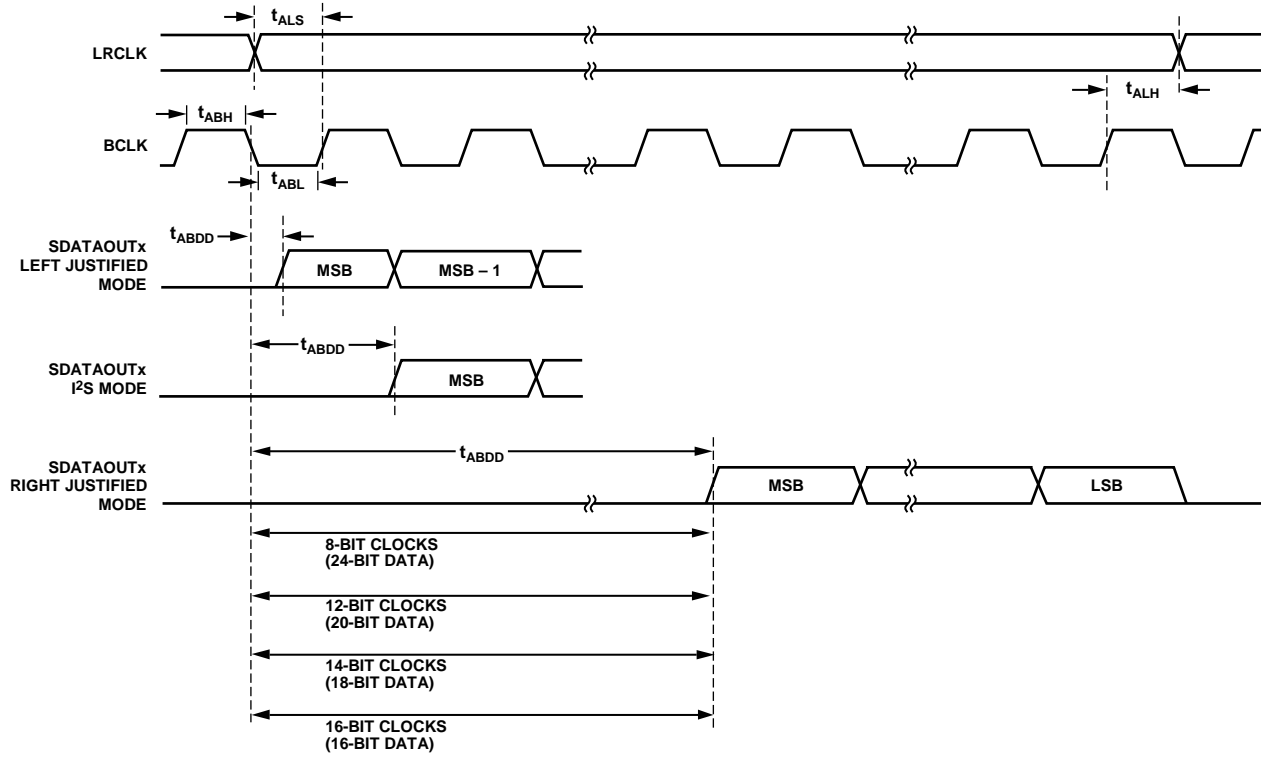 tALS
LRCLK
tALH
tABH
BCLK
tABL
tABDD
SDATAOUTx
LEFT JUSTIFIED
MODE
MSB
MSB – 1
tABDD
SDATAOUTx
I2S MODE
MSB
tABDD
SDATAOUTx
RIGHT JUSTIFIED
MODE
MSB
LSB
8-BIT CLOCKS
(24-BIT DATA)
12-BIT CLOCKS
(20-BIT DATA)
14-BIT CLOCKS
(18-BIT DATA)
16-BIT CLOCKS
(16-BIT DATA)